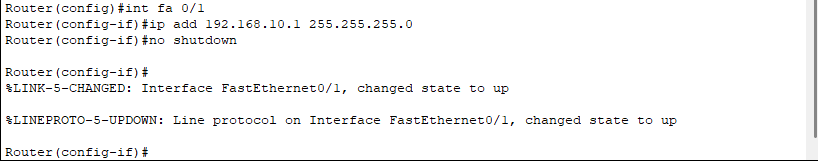 Router(config)#int fa 0/1
Router(config-if)#ip add 192.168.10.1 255.255.255.0
Router(config-if)#no shutdown
Router(config-if)#
%LINK-5-CHANGED: Interface FastEthernet0/1, changed state to up
%LINEPROTO-5-UPDOWN: Line protocol on Interface FastEthernet0/1, changed state to up
Router(config-if)#